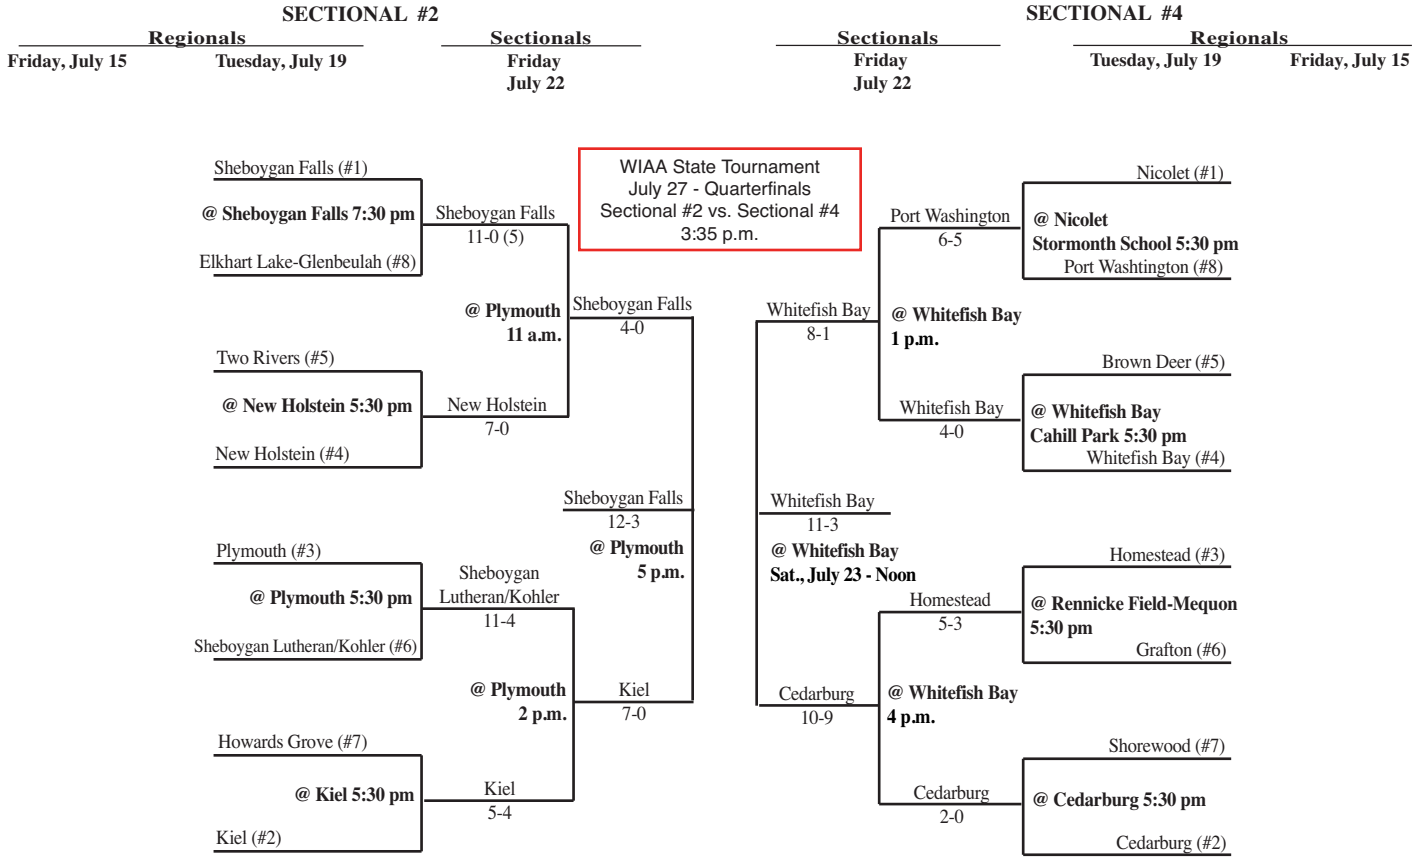 SECTIONAL #2
Regionals
Sectionals
Friday, July 15
Tuesday, July 19
Friday
July 22
Sheboygan Falls (#1)
@ Sheboygan Falls 7:30 pm
Elkhart Lake-Glenbeulah (#8)
Sheboygan Falls
11-0 (5)
@ Plymouth
11 a.m.
Two Rivers (#5)
@ New Holstein 5:30 pm
New Holstein (#4)
New Holstein
7-0
Sheboygan Falls
4-0
Sheboygan Falls
12-3
@ Plymouth
5 p.m.
Plymouth (#3)
@ Plymouth 5:30 pm
Sheboygan Lutheran/Kohler (#6)
Sheboygan
Lutheran/Kohler
11-4
@ Plymouth
2 p.m.
Kiel
7-0
Howards Grove (#7)
@ Kiel 5:30 pm
Kiel (#2)
Kiel
5-4
WIAA State Tournament
July 27 - Quarterfinals
Sectional #2 vs. Sectional #4
3:35 p.m.
SECTIONAL #4
Sectionals
Regionals
Friday
July 22
Tuesday, July 19
Friday, July 15
Nicolet (#1)
@ Nicolet
Stormonth School 5:30 pm
Port Washtington (#8)
Port Washington
6-5
Whitefish Bay
8-1
@ Whitefish Bay
1 p.m.
Brown Deer (#5)
@ Whitefish Bay
Cahill Park 5:30 pm
Whitefish Bay (#4)
Whitefish Bay
4-0
Whitefish Bay
11-3
@ Whitefish Bay
Sat., July 23 - Noon
Homestead (#3)
@ Rennicke Field-Mequon
5:30 pm
Grafton (#6)
Homestead
5-3
Cedarburg
10-9
@ Whitefish Bay
4 p.m.
Shorewood (#7)
@ Cedarburg 5:30 pm
Cedarburg (#2)
Cedarburg
2-0